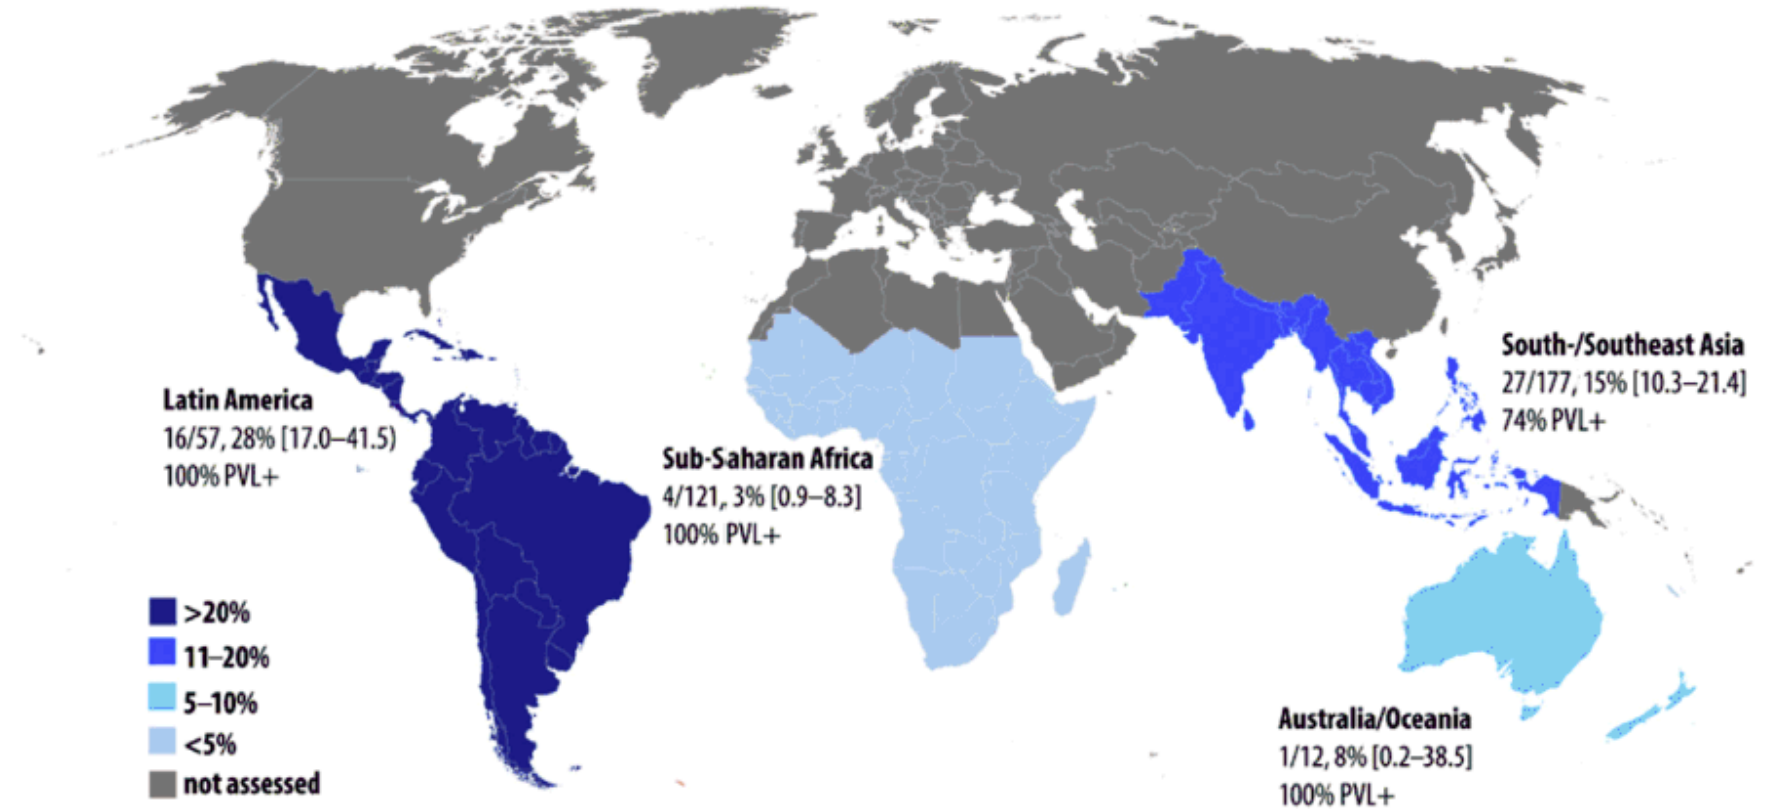 Latin America
16/57, 28% [17.0–41.5)
100% PVL+
Sub-Saharan Africa
4/121, 3% [0.9–8.3]
100% PVL+
South-/Southeast Asia
27/177, 15% [10.3–21.4]
74% PVL+
Australia/Oceania
1/12, 8% [0.2–38.5]
100% PVL+
>20%
11–20%
5–10%
<5%
not assessed